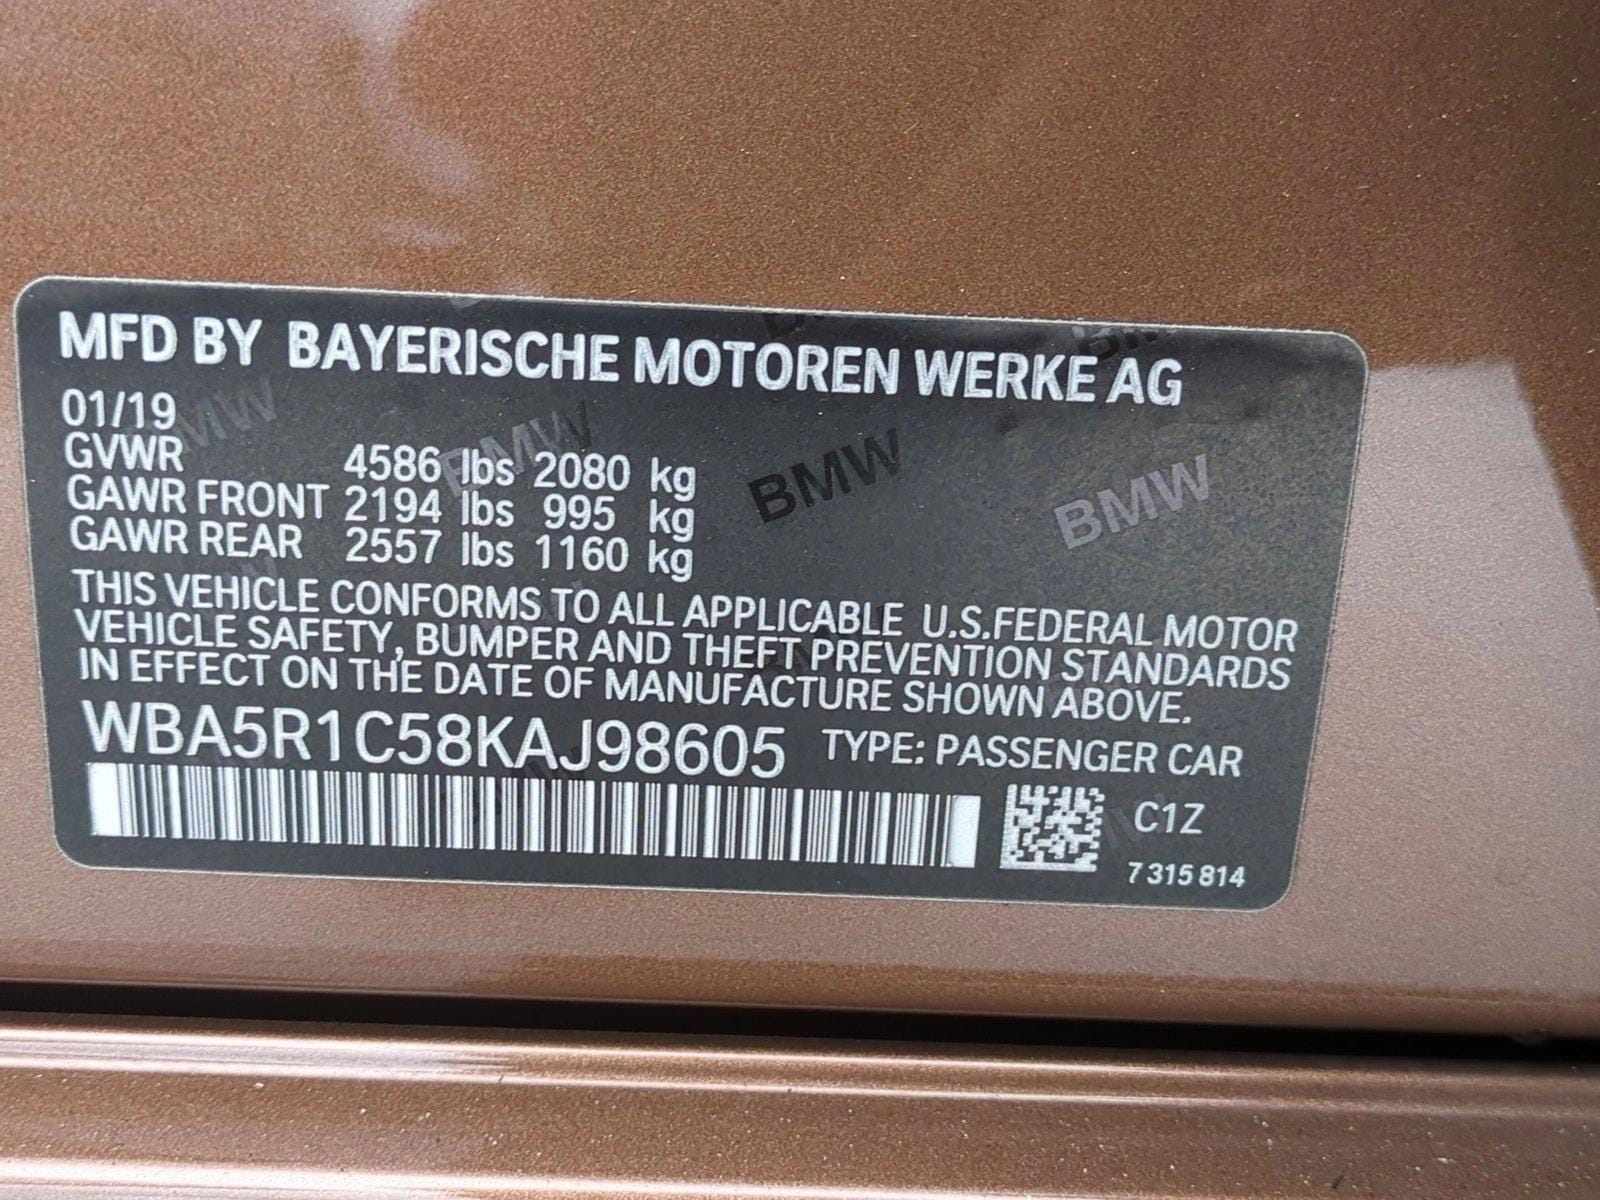 MFD BY BAYERISCHE MOTOREN WERKE AG
01/19
GVWR 4586 lbs 2080 kg
GAWR FRONT 2194 lbs 995 kg
GAWR REAR 2557 lbs 1160 kg
THIS VEHICLE CONFORMS TO ALL APPLICABLE U.S.FEDERAL MOTOR
VEHICLE SAFETY, BUMPER AND THEFT PREVENTION STANDARDS
IN EFFECT ON THE DATE OF MANUFACTURE SHOWN ABOVE.
WBA5R1C58KAJ98605 TYPE: PASSENGER CAR
C1Z
7 315 814
BMW BMW BMW BMW